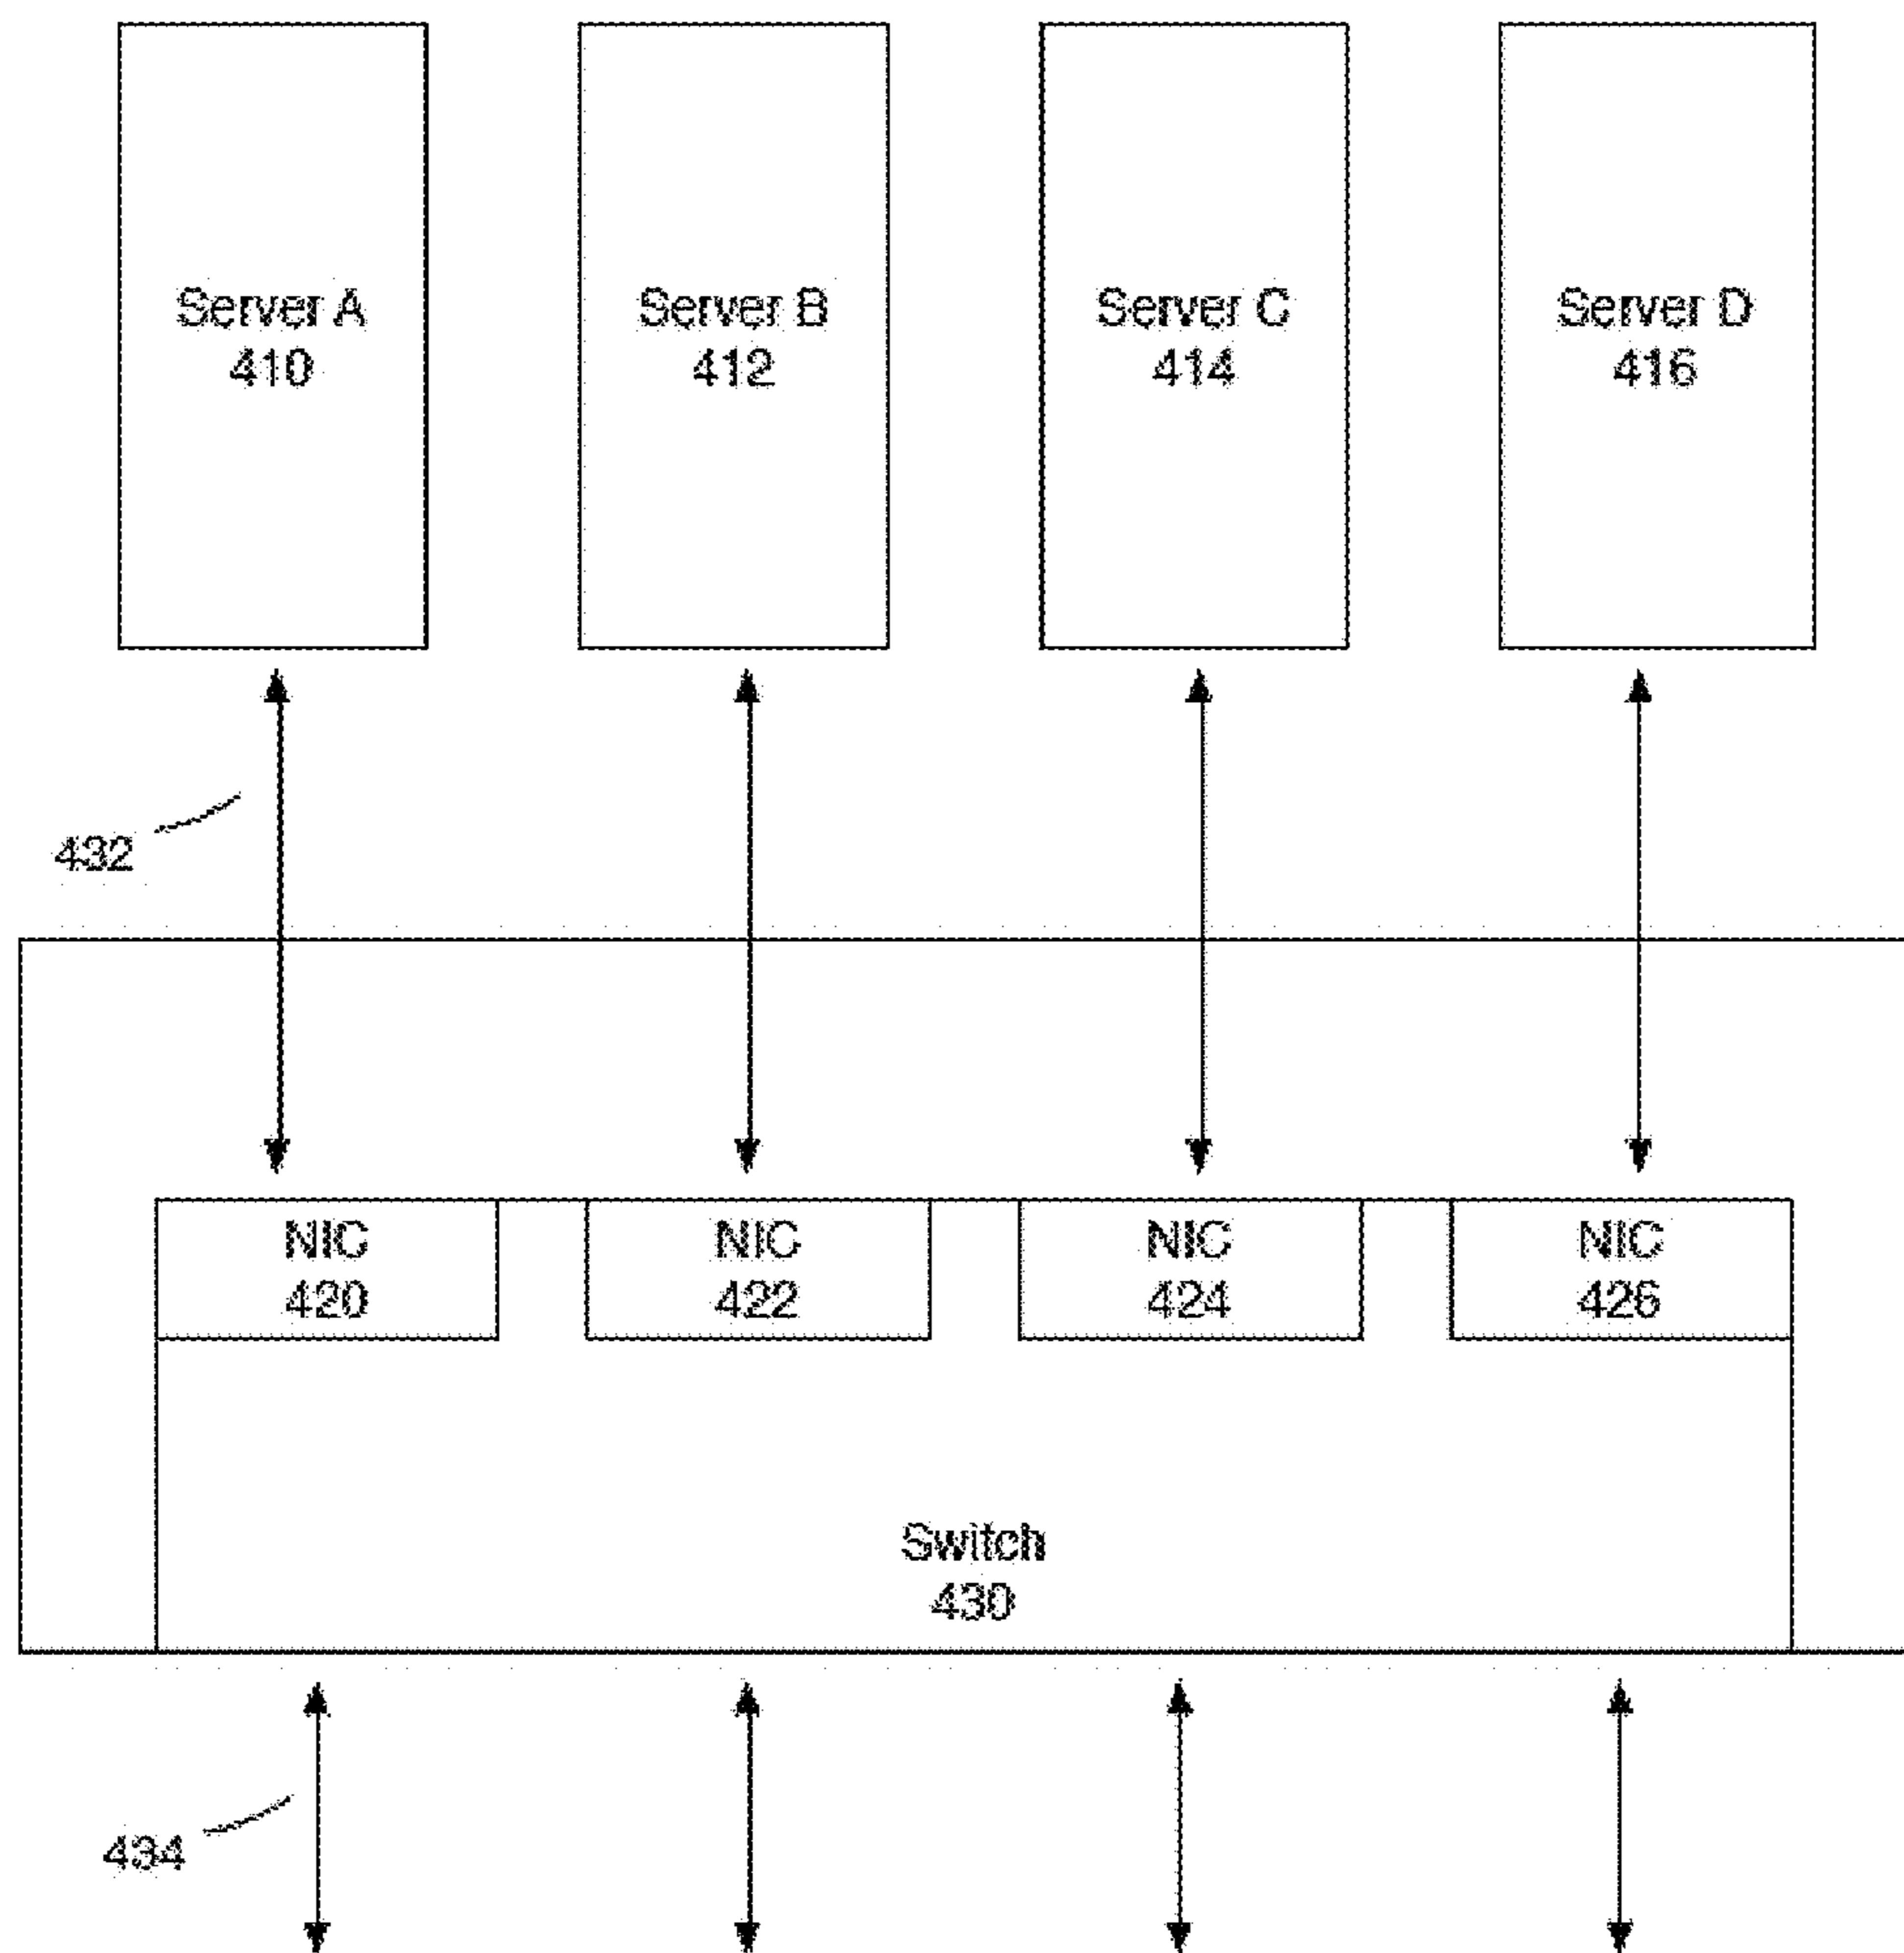 Server A
410
Server B
412
Server C
414
Server D
416
432
NIC
420
NIC
422
NIC
424
NIC
426
Switch
430
434